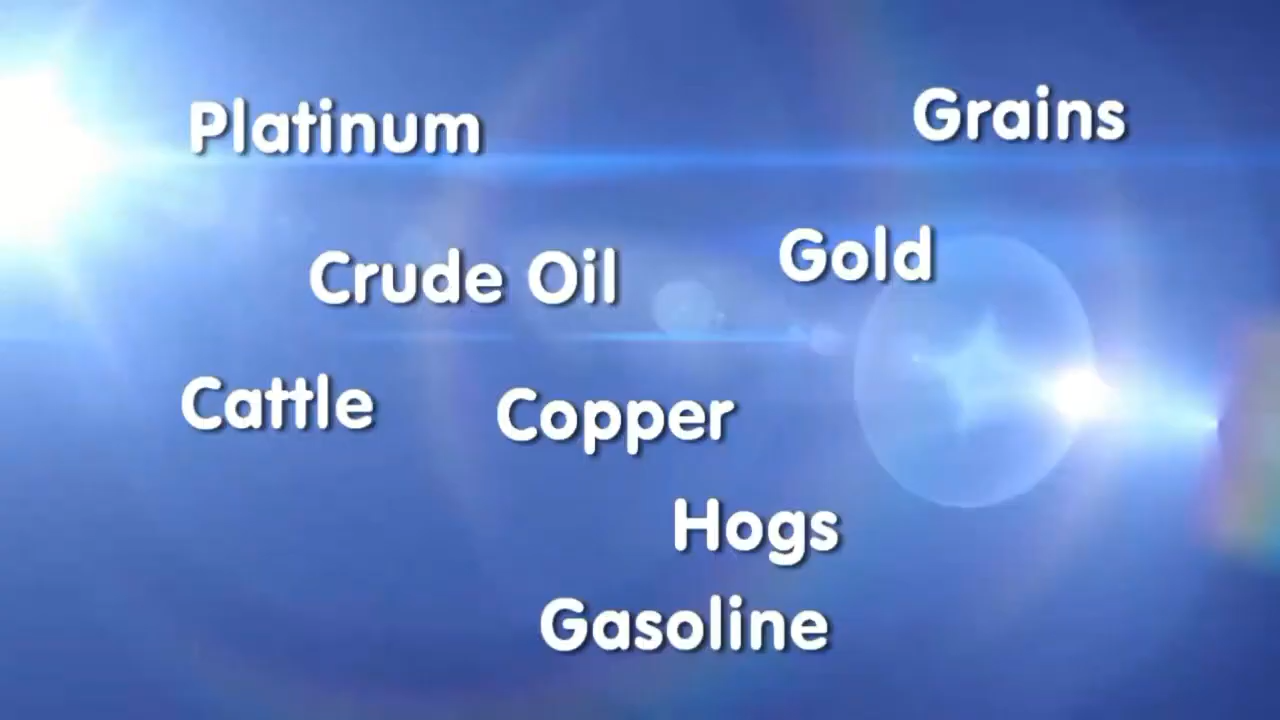 Platinum
Grains
Crude Oil
Gold
Cattle
Copper
Hogs
Gasoline